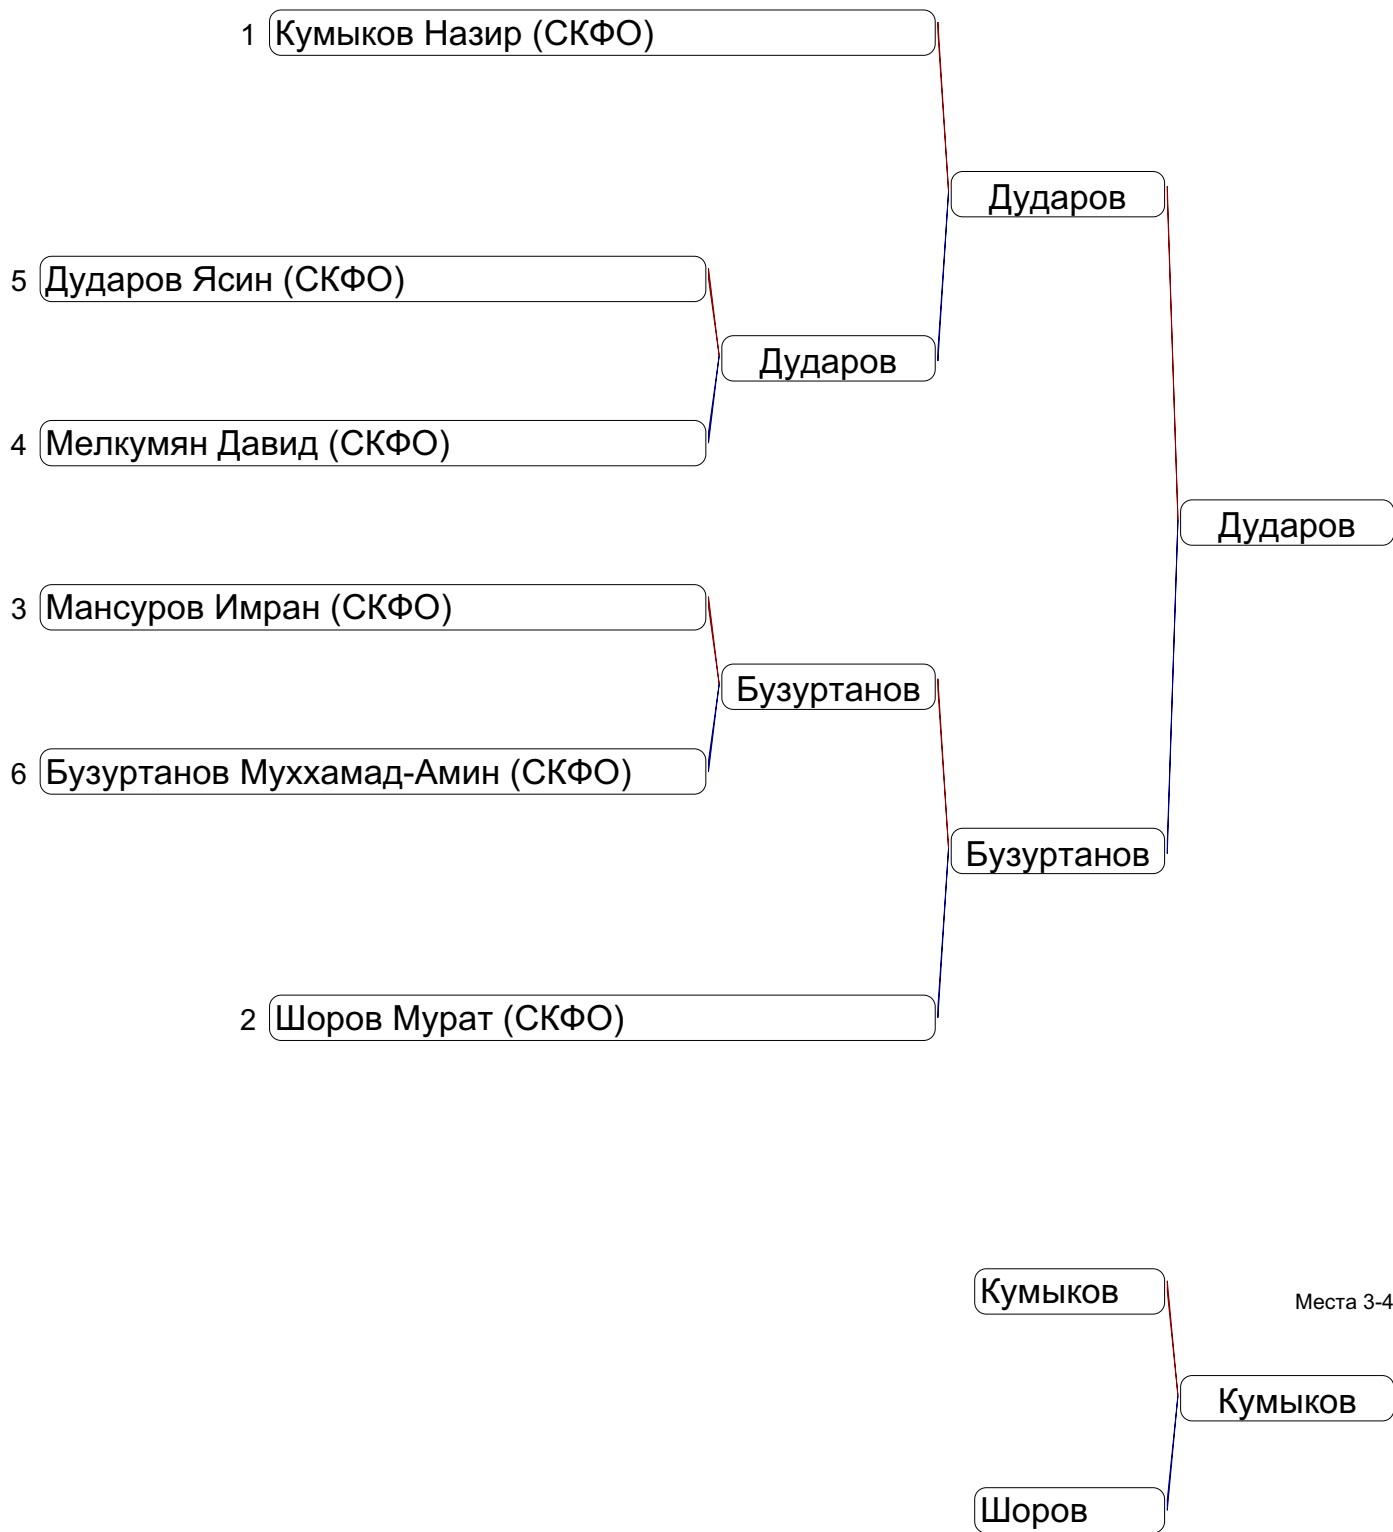 1 Кумыков Назир (СКФО)
Дударов
5 Дударов Ясин (СКФО)
Дударов
4 Мелкумян Давид (СКФО)
Дударов
3 Мансуров Имран (СКФО)
Бузуртанов
6 Бузуртанов Муххамад-Амин (СКФО)
Бузуртанов
2 Шоров Мурат (СКФО)
Кумыков
Места 3-4
Кумыков
Шоров